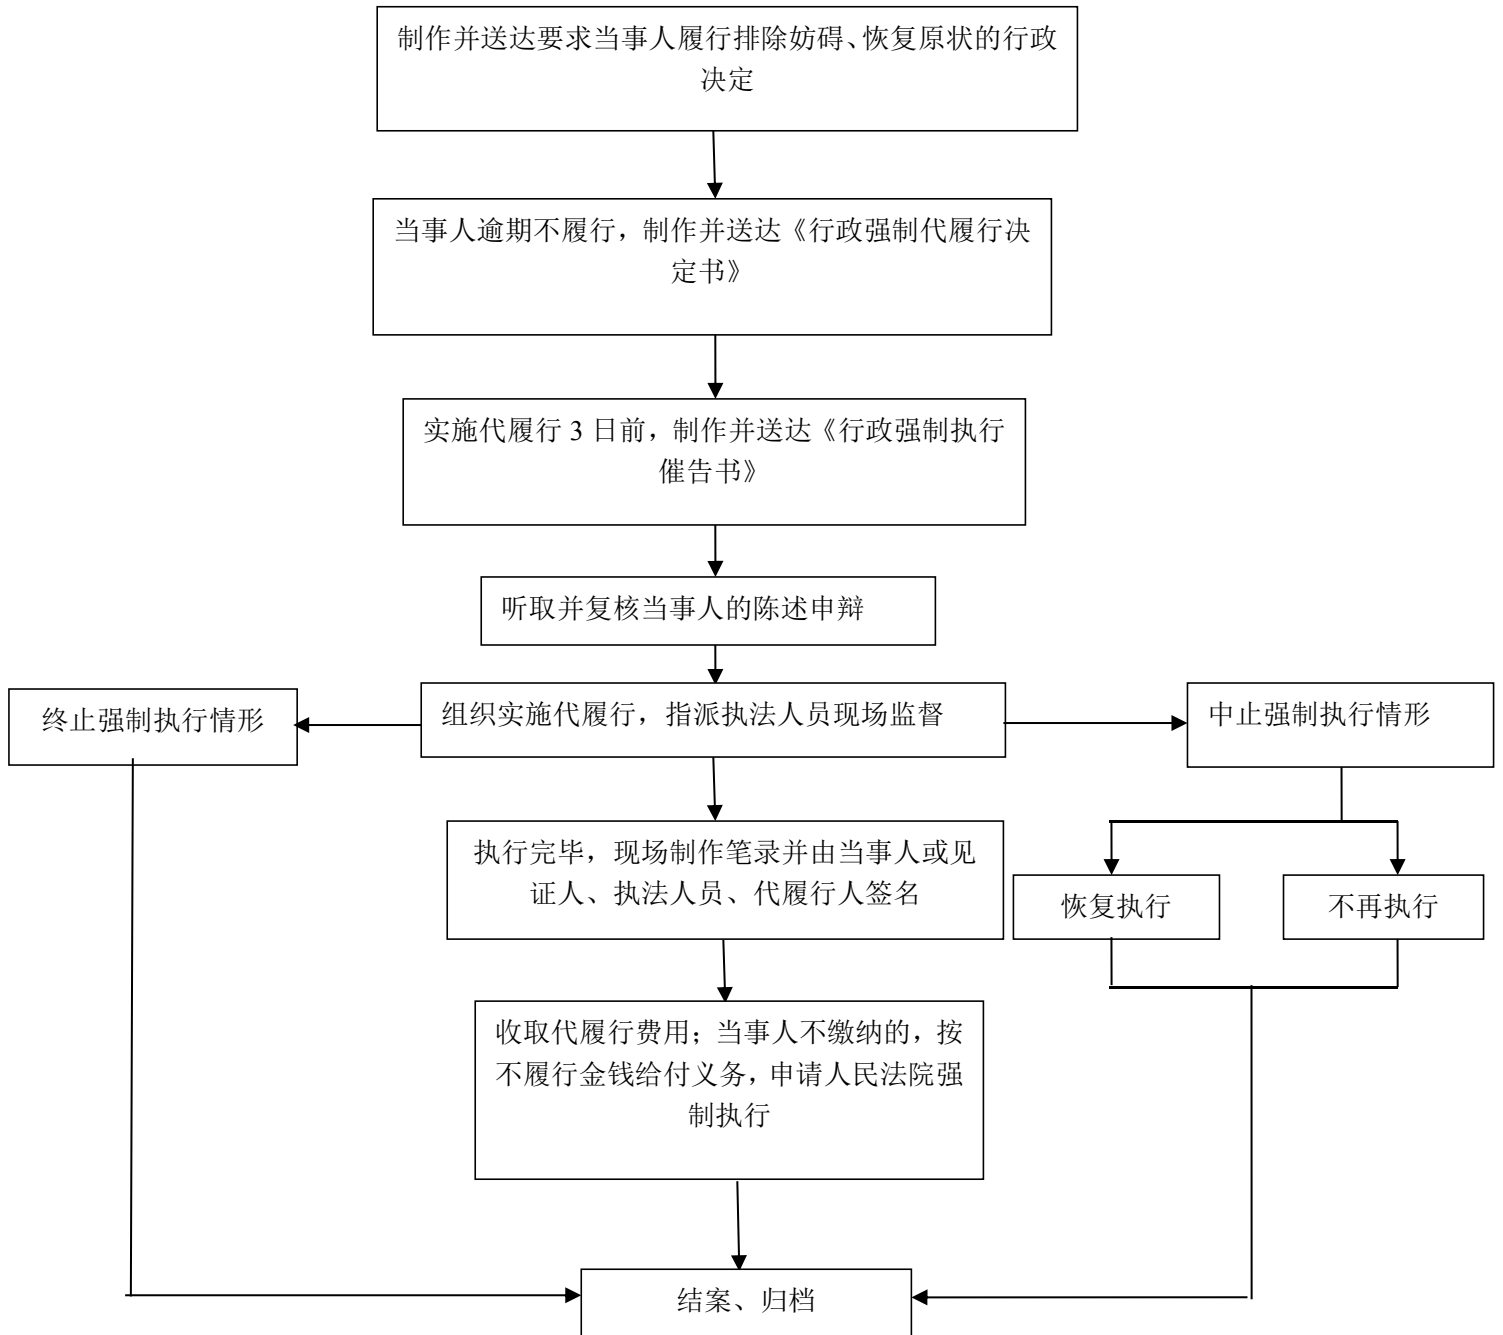 制作并送达要求当事人履行排除妨碍、恢复原状的行政
决定
当事人逾期不履行，制作并送达《行政强制代履行决
定书》
实施代履行 3 日前，制作并送达《行政强制执行
催告书》
听取并复核当事人的陈述申辩
终止强制执行情形
组织实施代履行，指派执法人员现场监督
中止强制执行情形
执行完毕，现场制作笔录并由当事人或见
证人、执法人员、代履行人签名
恢复执行
不再执行
收取代履行费用；当事人不缴纳的，按
不履行金钱给付义务，申请人民法院强
制执行
结案、归档